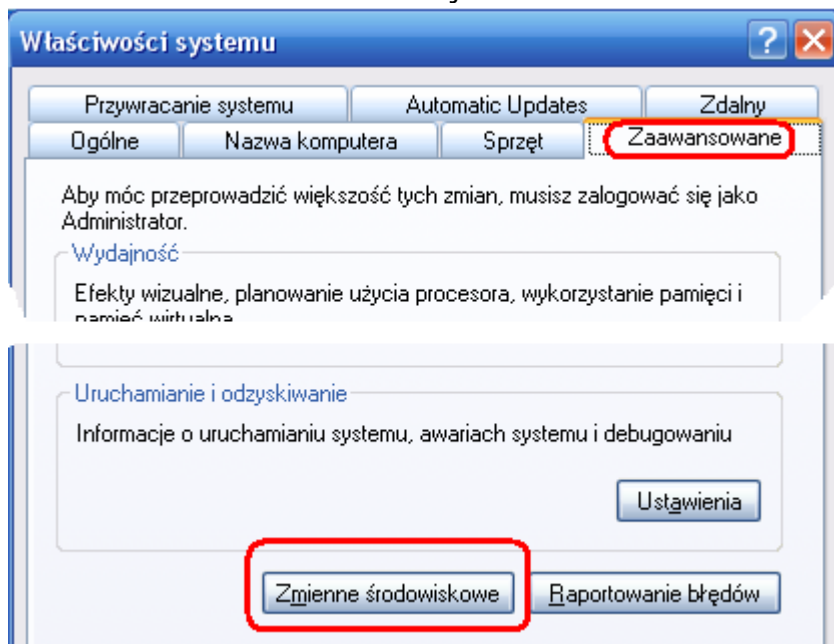 Właściwości systemu
Przywracanie systemu Automatic Updates Zdalny
Ogólne Nazwa komputera Sprzęt Zaawansowane
Aby móc przeprowadzić większość tych zmian, musisz zalogować się jako
Administrator.
Wydajność
Efekty wizualne, planowanie użycia procesora, wykorzystanie pamięci i
pamięć wirtualna
Uruchamianie i odzyskiwanie
Informacje o uruchamianiu systemu, awariach systemu i debugowaniu
Ustawienia
Zmienne środowiskowe Raportowanie błędów